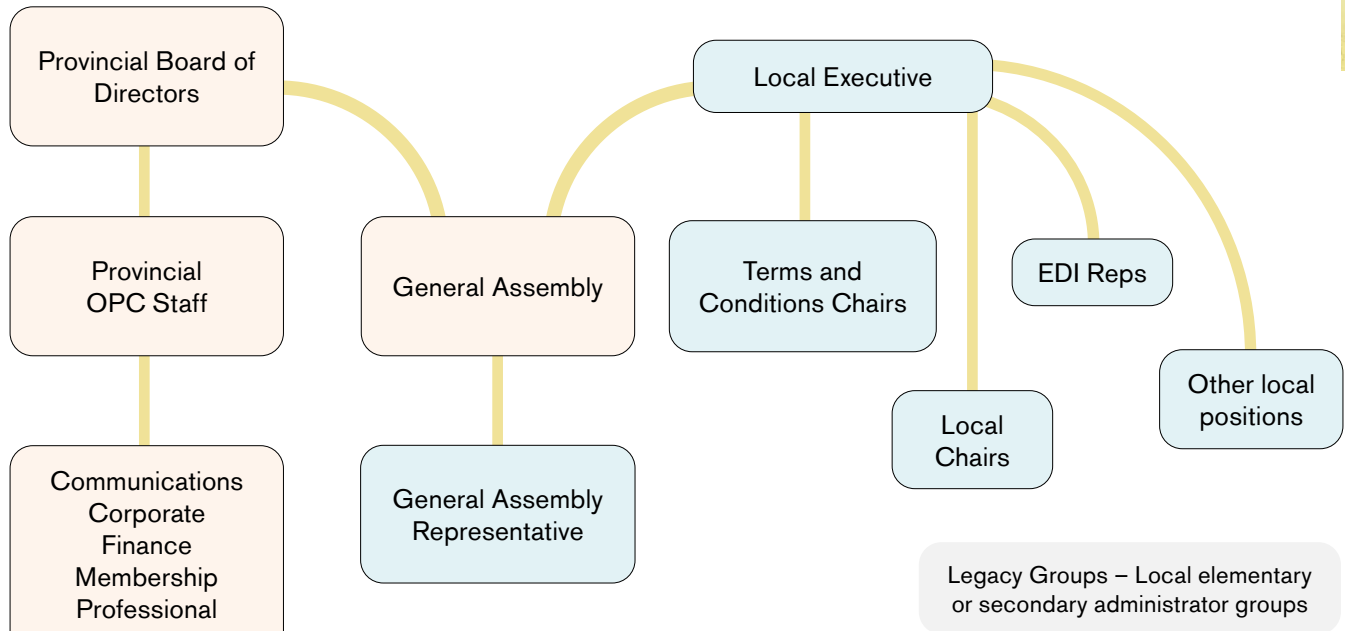 Provincial Board of
Directors
Local Executive
Provincial
OPC Staff
General Assembly
Terms and
Conditions Chairs
EDI Reps
Other local
positions
Local
Chairs
Communications
Corporate
Finance
Membership
Professional
General Assembly
Representative
Legacy Groups – Local elementary
or secondary administrator groups